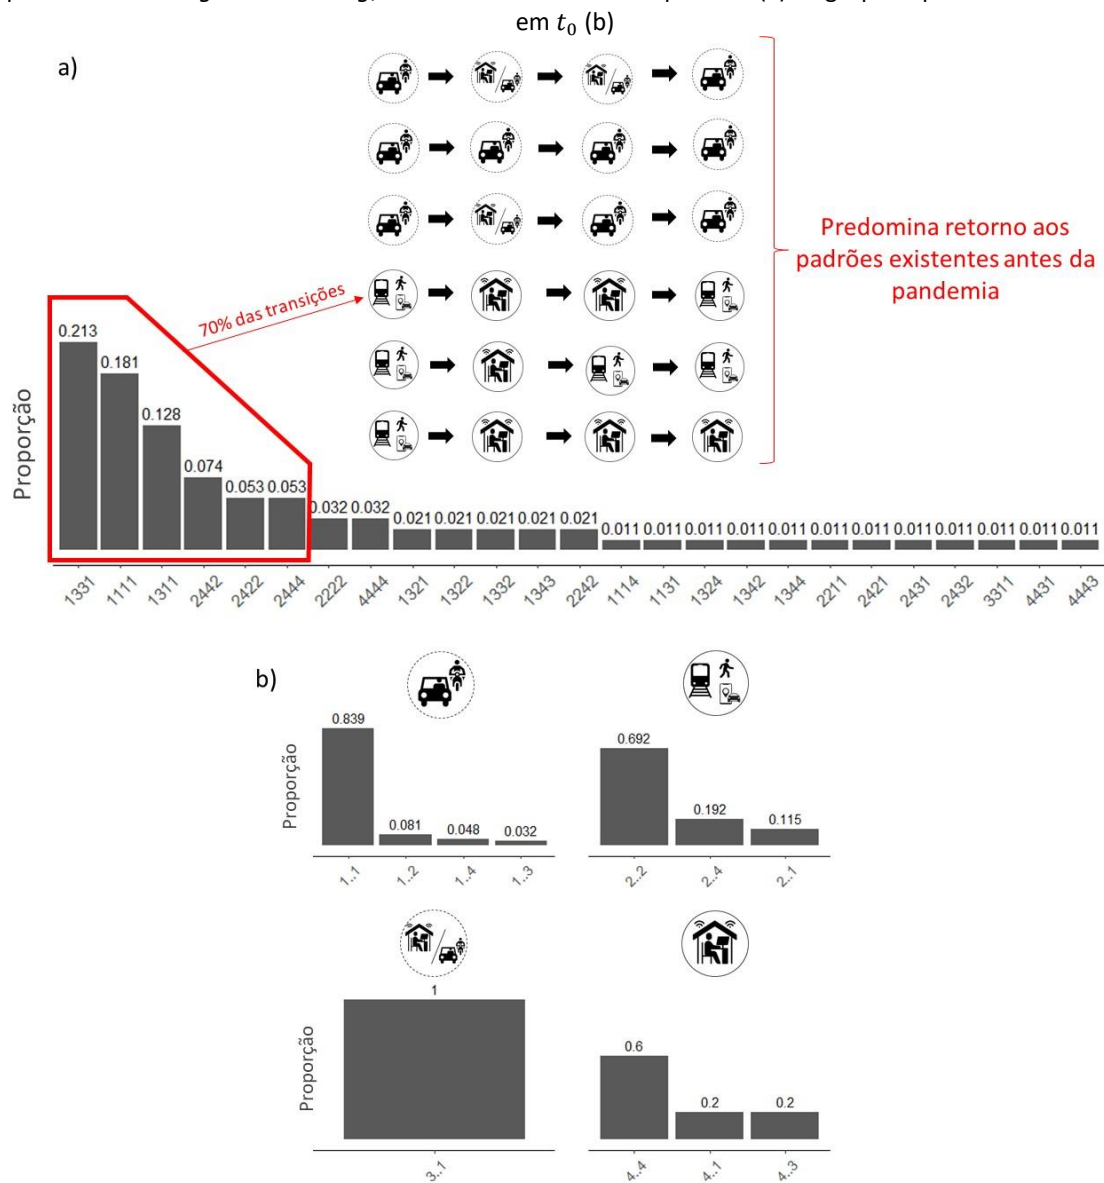 em t₀ (b)
a)
Predomina retorno aos
padrões existentes antes da
pandemia
70% das transições
Proporção
0.213
0.181
0.128
0.074
0.053 0.053
0.032 0.032
0.021 0.021 0.021 0.021 0.021
0.011 0.011 0.011 0.011 0.011 0.011 0.011 0.011 0.011 0.011 0.011 0.011
1331 1111 1311 2442 2422 2444 2222 4444 1321 1322 1332 1343 2242 1114 1131 1324 1342 1344 2211 2421 2431 2432 3311 4431 4443
b)
Proporção
0.839
0.081 0.048 0.032
1..1 1..2 1..4 1..3
0.692
0.192 0.115
2..2 2..4 2..1
Proporção
1
3..1
0.6
0.2 0.2
4..4 4..1 4..3